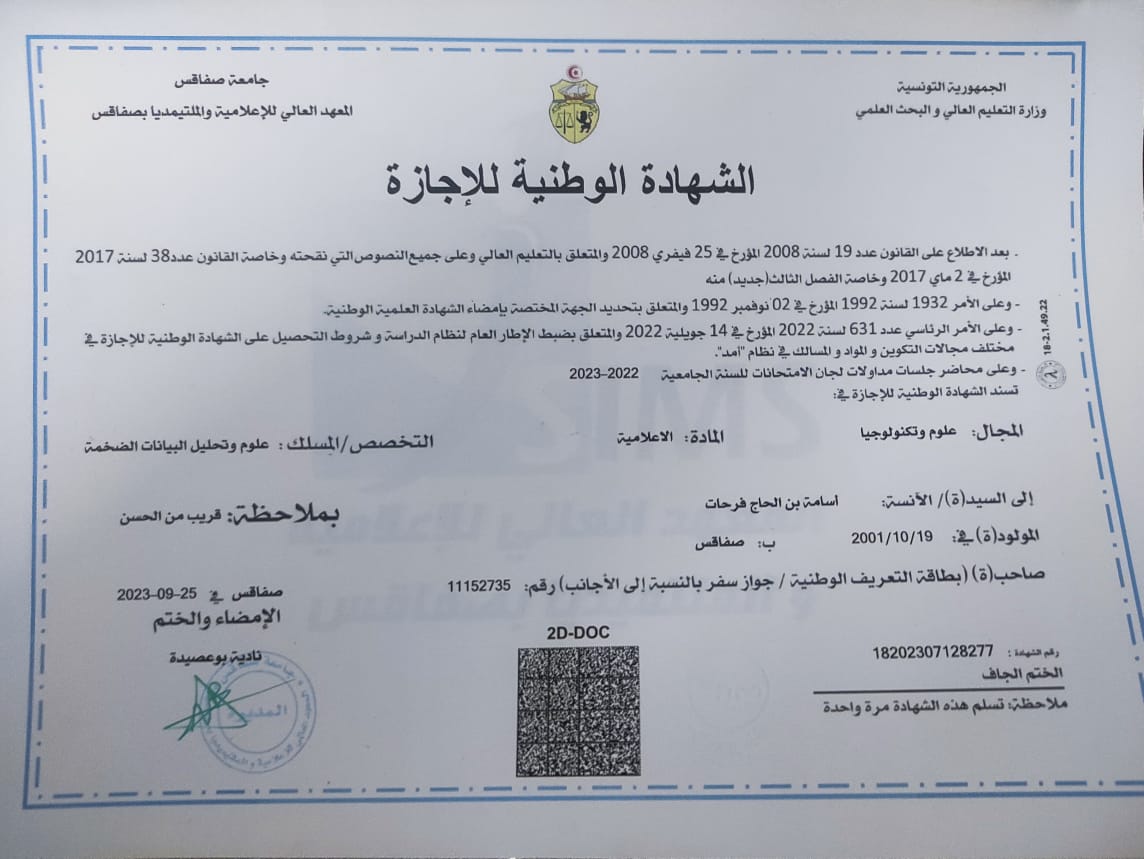 الجمهورية التونسية
وزارة التعليم العالي و البحث العلمي
جامعة صفاقس
المعهد العالي للإعلامية والملتيمديا بصفاقس
الشهادة الوطنية للإجازة
- بعد الاطلاع على القانون عدد 19 لسنة 2008 المؤرخ في 25 فيفري 2008 والمتعلق بالتعليم العالي وعلى جميع النصوص التي نقحته وخاصة القانون عدد38 لسنة 2017
المؤرخ في 2 ماي 2017 وخاصة الفصل الثالث(جديد) منه
- وعلى الأمر 1932 لسنة 1992 المؤرخ في 02 نوفمبر 1992 والمتعلق بتحديد الجهة المختصة بإمضاء الشهادة العلمية الوطنية.
- وعلى الأمر الرئاسي عدد 631 لسنة 2022 المؤرخ في 14 جويلية 2022 والمتعلق بضبط الإطار العام لنظام الدراسة و شروط التحصيل على الشهادة الوطنية للإجازة في
مختلف مجالات التكوين و المواد و المسالك في نظام "أمد".
- وعلى محاضر جلسات مداولات لجان الامتحانات للسنة الجامعية 2022-2023
تسند الشهادة الوطنية للإجازة في:
18-2.1.49.22
المجال: علوم وتكنولوجيا المادة: الاعلامية التخصص/المسلك : علوم وتحليل البيانات الضخمة
إلى السيد(ة)/ الآنسة: اسامة بن الحاج فرحات بملاحظة: قريب من الحسن
المولود(ة) في: 2001/10/19 ب: صفاقس
صاحب(ة) (بطاقة التعريف الوطنية / جواز سفر بالنسبة إلى الأجانب) رقم: 11152735
صفاقس في 25-09-2023
الإمضاء والختم
نادية بوعصيدة
المديرة
2D-DOC
رقم الشهادة : 18202307128277
الختم الجاف
ملاحظة: تسلم هذه الشهادة مرة واحدة